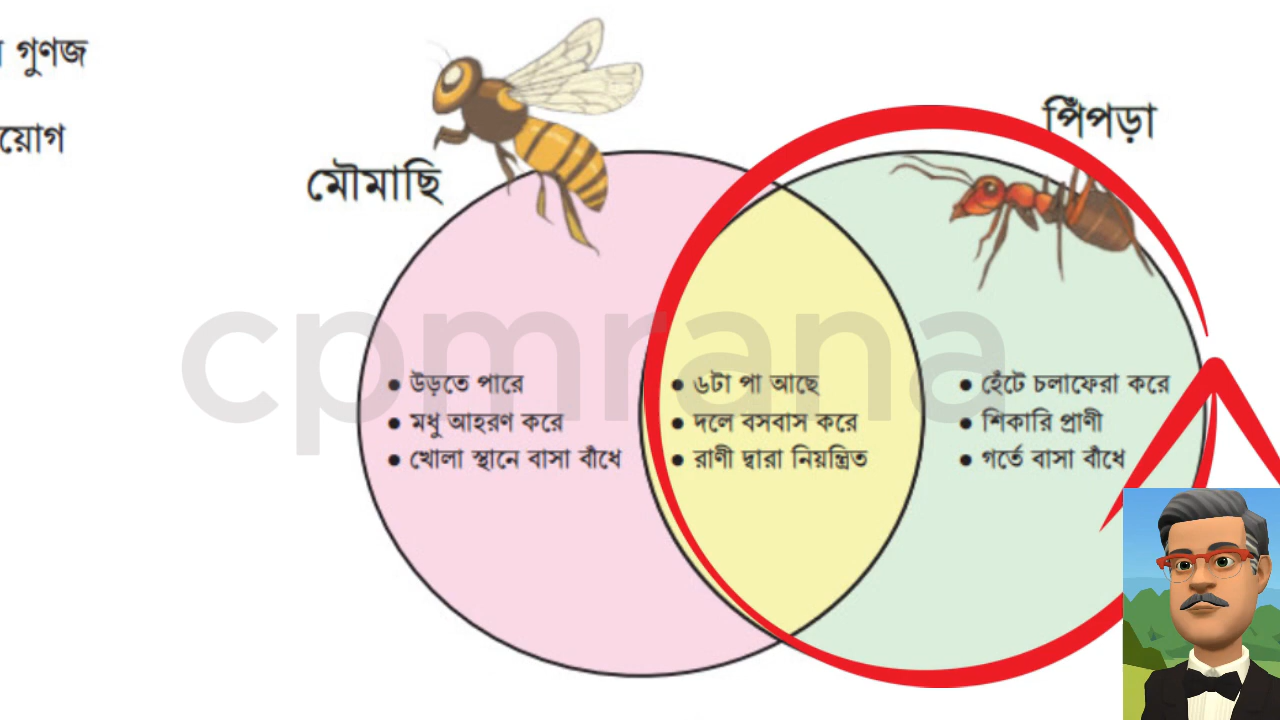 গুণজ
য়োগ
মৌমাছি
পিঁপড়া
cpmrana
• উড়তে পারে
• মধু আহরণ করে
• খোলা স্থানে বাসা বাঁধে
• ৬টা পা আছে
• দলে বসবাস করে
• রাণী দ্বারা নিয়ন্ত্রিত
• হেঁটে চলাফেরা করে
• শিকারি প্রাণী
• গর্তে বাসা বাঁধে